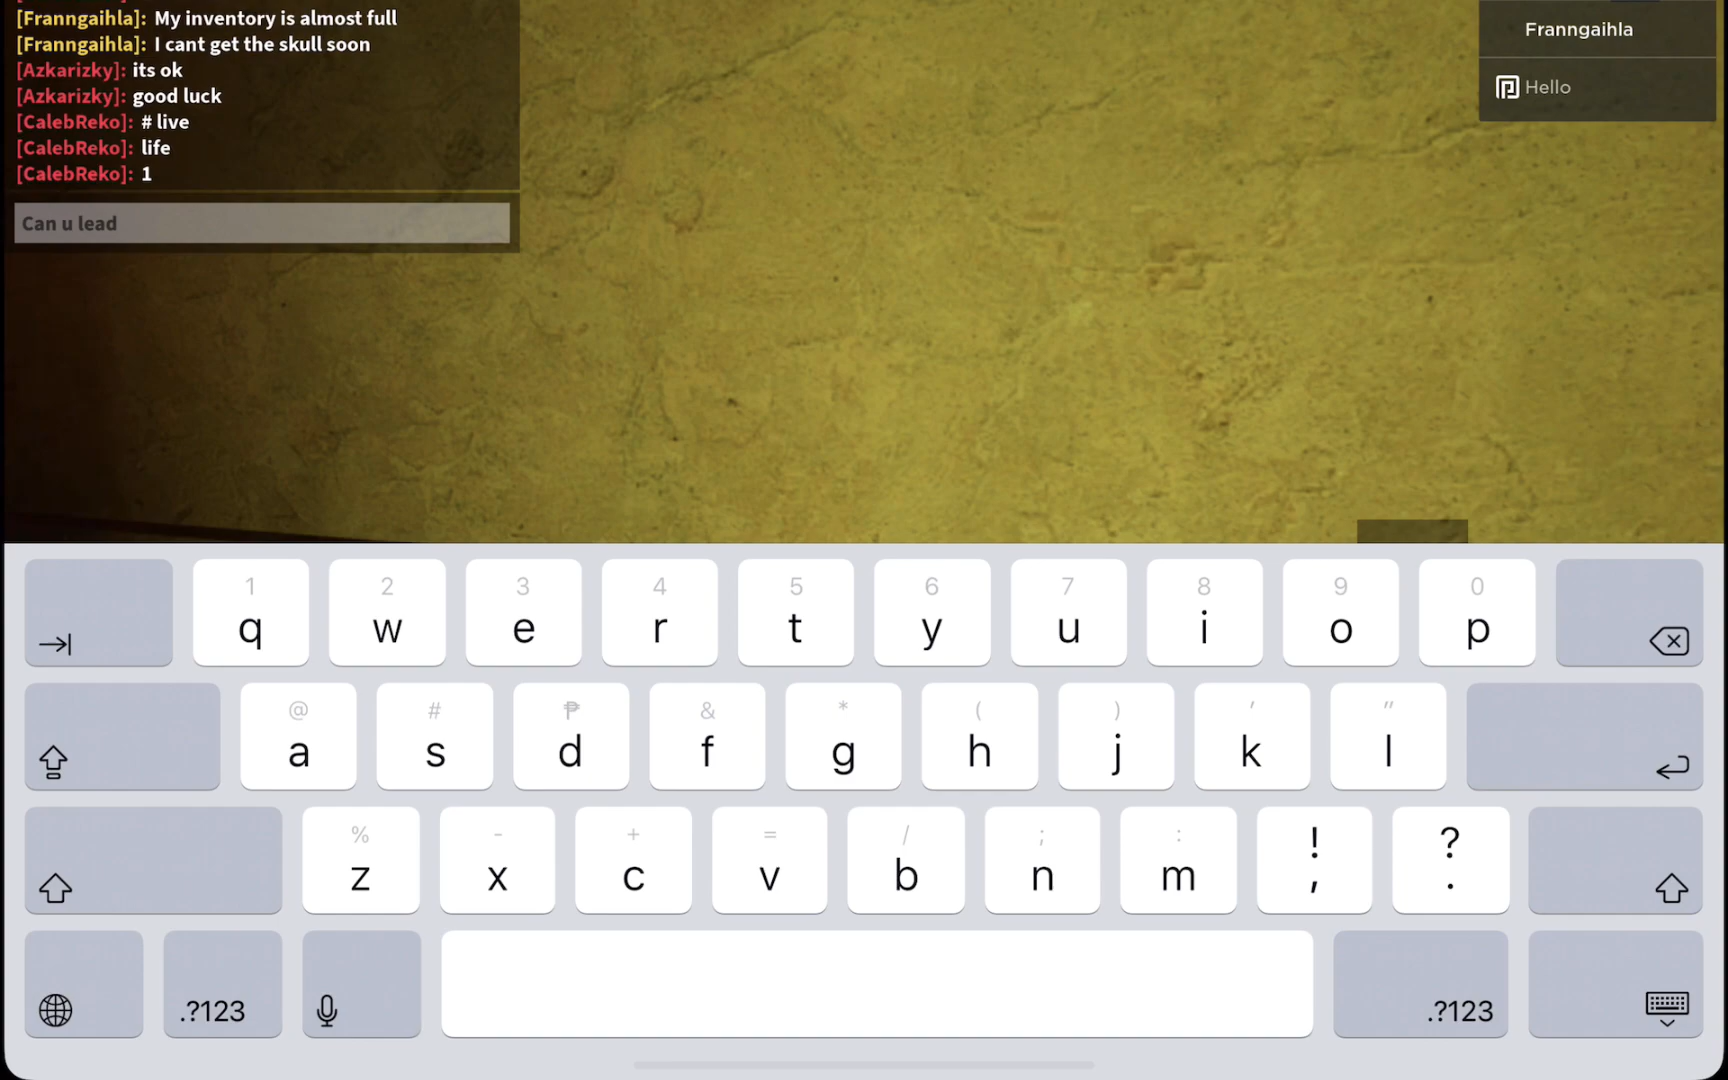 [Franngaihla]: My inventory is almost full
[Franngaihla]: I cant get the skull soon
[Azkarizky]: its ok
[Azkarizky]: good luck
[CalebReko]: # live
[CalebReko]: life
[CalebReko]: 1
Can u lead
Franngaihla
Hello
1 2 3 4 5 6 7 8 9 0
q w e r t y u i o p
@ # ₱ & * ( ) ' "
a s d f g h j k l
% - + = / ; : ! ?
z x c v b n m , .
.?123 .?123